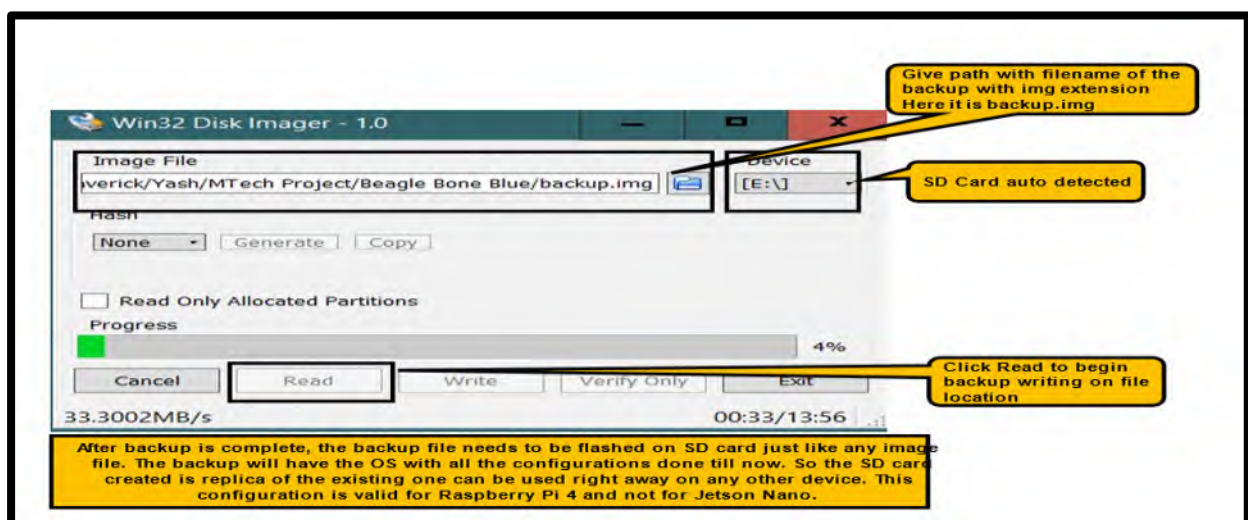 Give path with filename of the
backup with img extension
Here it is backup.img
Win32 Disk Imager - 1.0
Image File
Device
verick/Yash/MTech Project/Beagle Bone Blue/backup.img
[E:\]
SD Card auto detected
Hash
None
Generate
Copy
Read Only Allocated Partitions
Progress
4%
Cancel
Read
Write
Verify Only
Exit
Click Read to begin
backup writing on file
location
33.3002MB/s
00:33/13:56
After backup is complete, the backup file needs to be flashed on SD card just like any image
file. The backup will have the OS with all the configurations done till now. So the SD card
created is replica of the existing one can be used right away on any other device. This
configuration is valid for Raspberry Pi 4 and not for Jetson Nano.